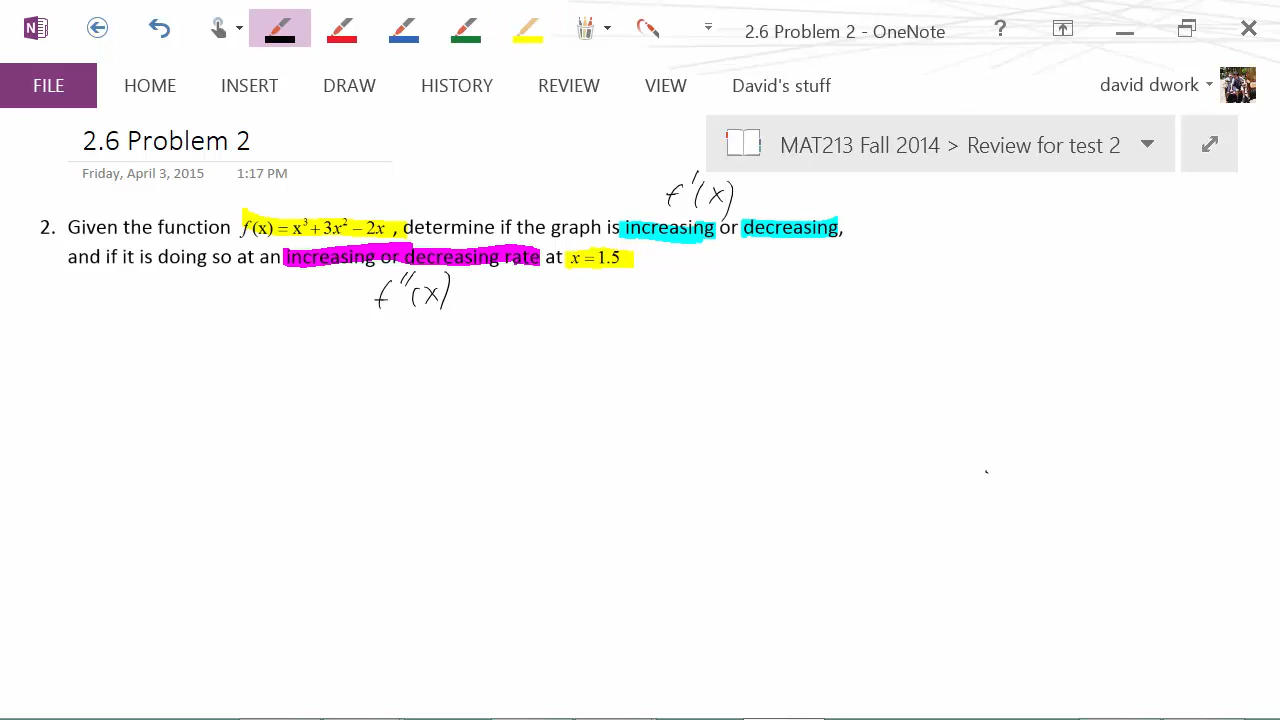 2.6 Problem 2 - OneNote ?
FILE HOME INSERT DRAW HISTORY REVIEW VIEW David's stuff david dwork
2.6 Problem 2
MAT213 Fall 2014 > Review for test 2
Friday, April 3, 2015 1:17 PM
f'(x)
2. Given the function f(x) = x³ + 3x² − 2x , determine if the graph is increasing or decreasing,
and if it is doing so at an increasing or decreasing rate at x = 1.5
f''(x)